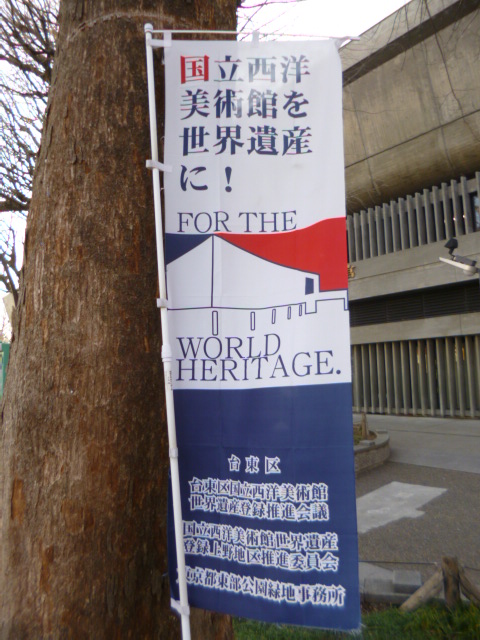 国立西洋
美術館を
世界遺産
に！
FOR THE
WORLD
HERITAGE.
台東区
台東区国立西洋美術館
世界遺産登録推進会議
国立西洋美術館世界遺産
登録上野地区推進委員会
東京都東部公園緑地事務所